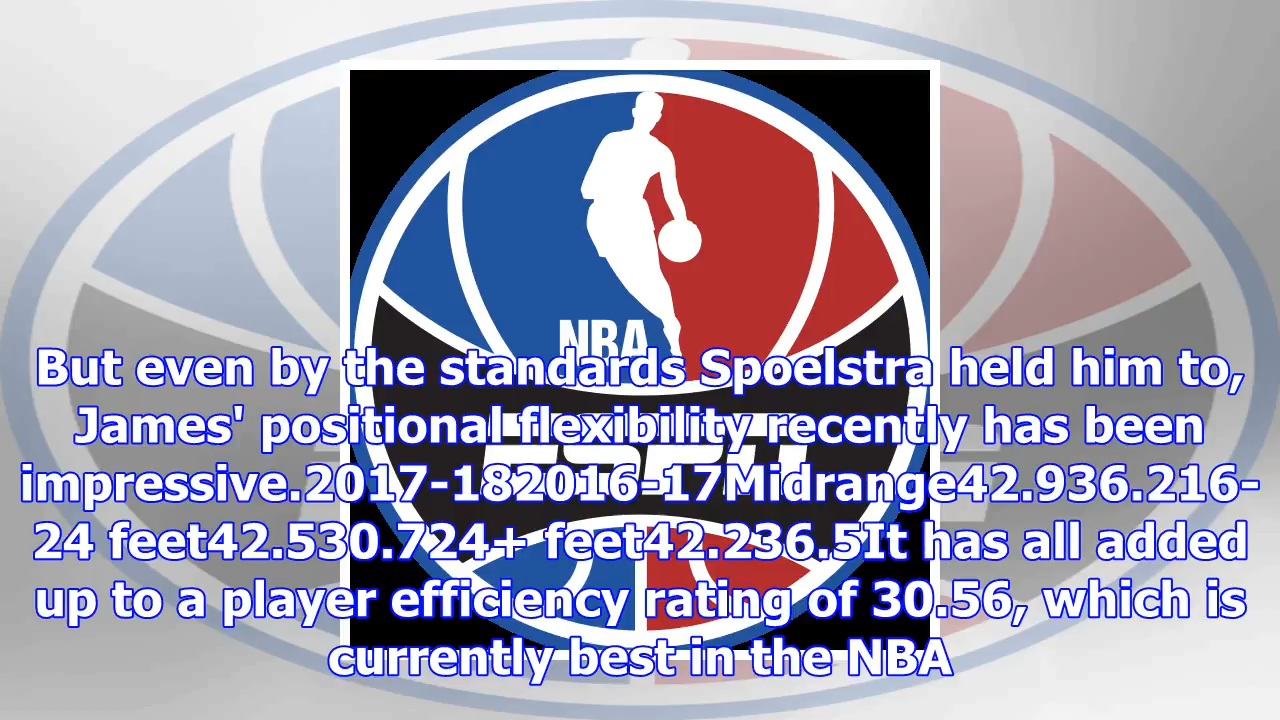 NBA
ESPN
But even by the standards Spoelstra held him to,
James' positional flexibility recently has been
impressive.2017-182016-17Midrange42.936.216-
24 feet42.530.724+ feet42.236.5It has all added
up to a player efficiency rating of 30.56, which is
currently best in the NBA